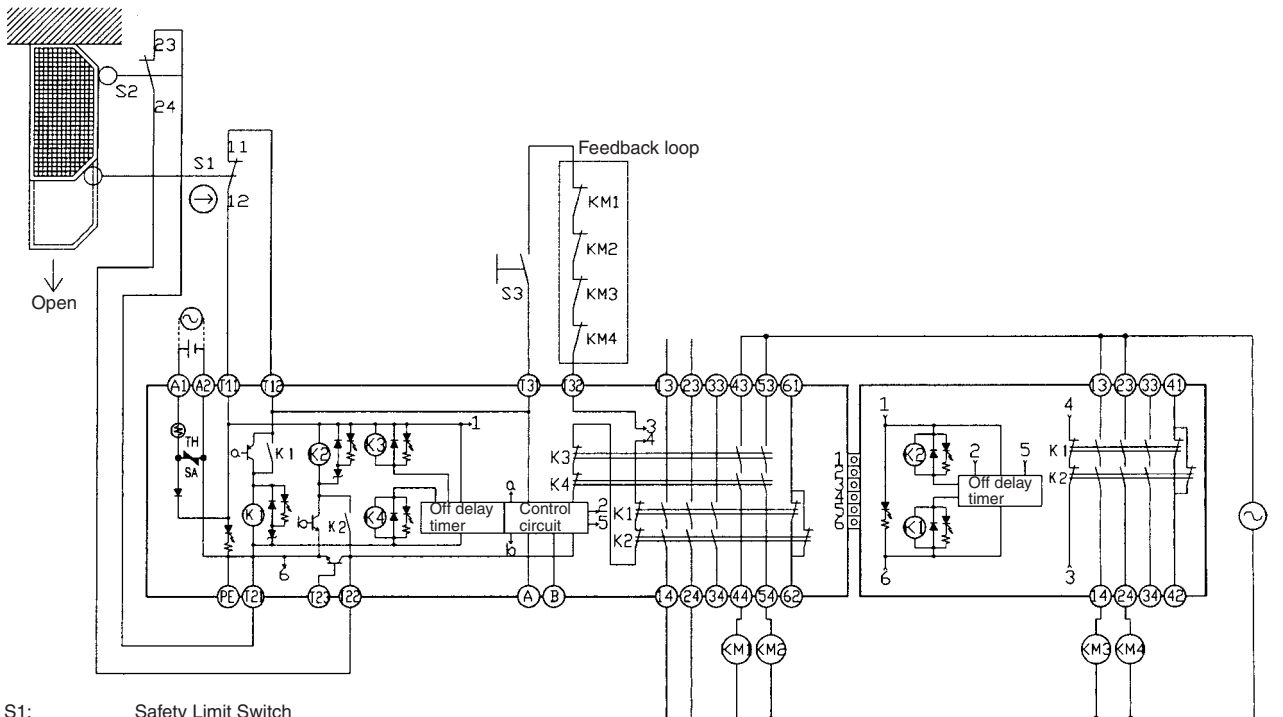 23
S2
24
11
S1
12
Open
Feedback loop
KM1
KM2
KM3
KM4
S3
A1 A2 T11 T12 T31 T32 13 23 33 43 53 61
13 23 33 41
TH
SA
a
K1
K2
K3
1
3
4
K3
K4
1
2
3
4
5
6
1
4
K1
K2
K2
2
5
Off delay
timer
K1
6
3
K1
b
K2
K4
Off delay
timer
a
Control
circuit
b
2
5
K1
K2
6
PE T21 T23 T22 A B 14 24 34 44 54 62
14 24 34 42
KM1 KM2
KM3 KM4
S1: Safety Limit Switch